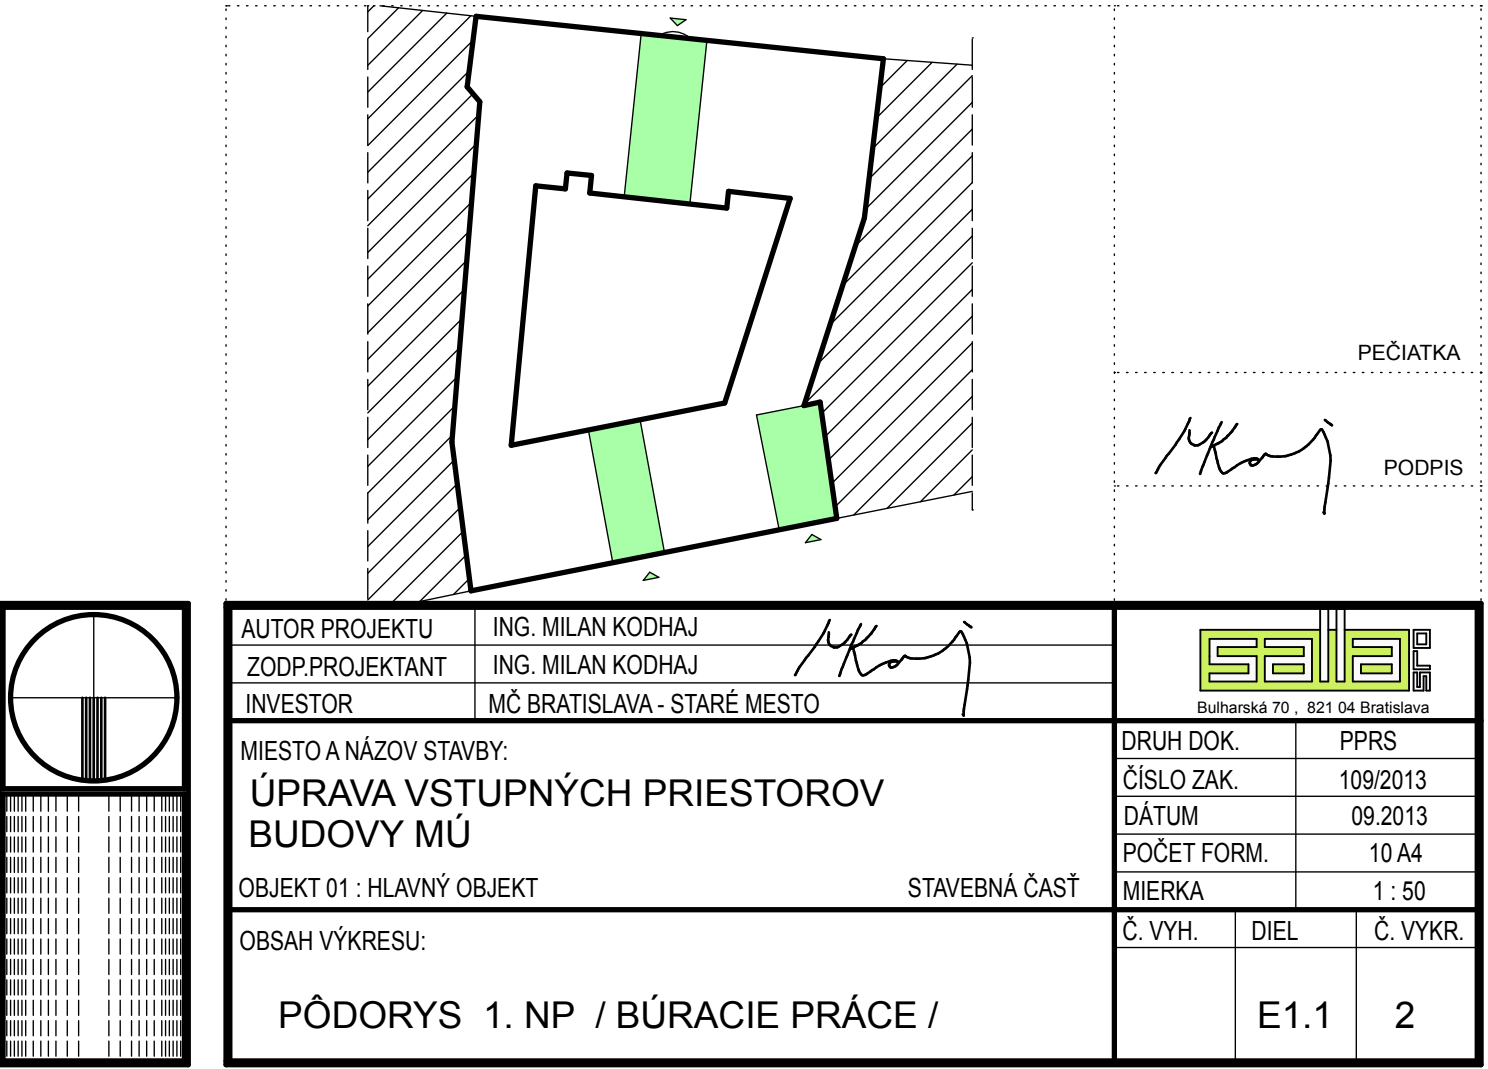 PEČIATKA
PODPIS
AUTOR PROJEKTU ING. MILAN KODHAJ
ZODP.PROJEKTANT ING. MILAN KODHAJ
INVESTOR MČ BRATISLAVA - STARÉ MESTO
salla sro
Bulharská 70 , 821 04 Bratislava
MIESTO A NÁZOV STAVBY:
ÚPRAVA VSTUPNÝCH PRIESTOROV
BUDOVY MÚ
OBJEKT 01 : HLAVNÝ OBJEKT STAVEBNÁ ČASŤ
DRUH DOK. PPRS
ČÍSLO ZAK. 109/2013
DÁTUM 09.2013
POČET FORM. 10 A4
MIERKA 1 : 50
OBSAH VÝKRESU:
PÔDORYS 1. NP / BÚRACIE PRÁCE /
Č. VYH. DIEL Č. VYKR.
E1.1 2